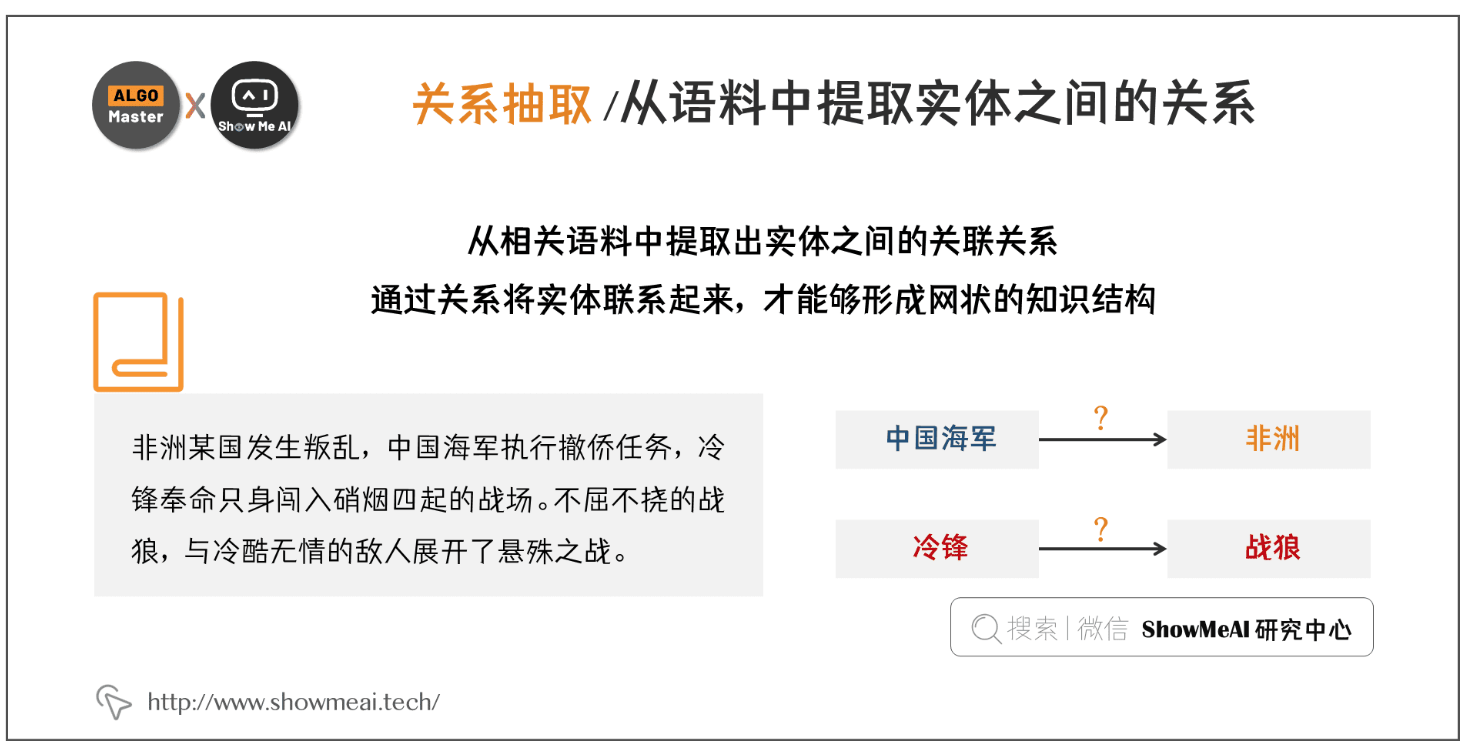 ALGO
Master
X
Show Me AI
关系抽取 /从语料中提取实体之间的关系
从相关语料中提取出实体之间的关联关系
通过关系将实体联系起来，才能够形成网状的知识结构
非洲某国发生叛乱，中国海军执行撤侨任务，冷
锋奉命只身闯入硝烟四起的战场。不屈不挠的战
狼，与冷酷无情的敌人展开了悬殊之战。
中国海军 ? 非洲
冷锋 ? 战狼
搜索 | 微信 ShowMeAI 研究中心
http://www.showmeai.tech/